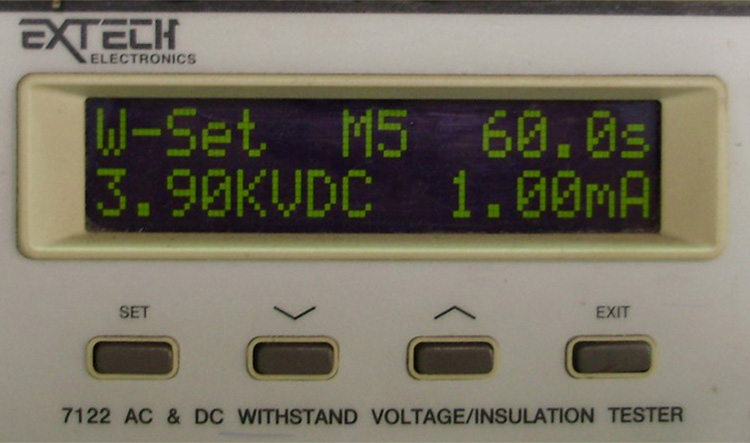 EXTECH
ELECTRONICS
W-Set M5 60.0s
3.90KVDC 1.00mA
SET EXIT
7122 AC & DC WITHSTAND VOLTAGE/INSULATION TESTER